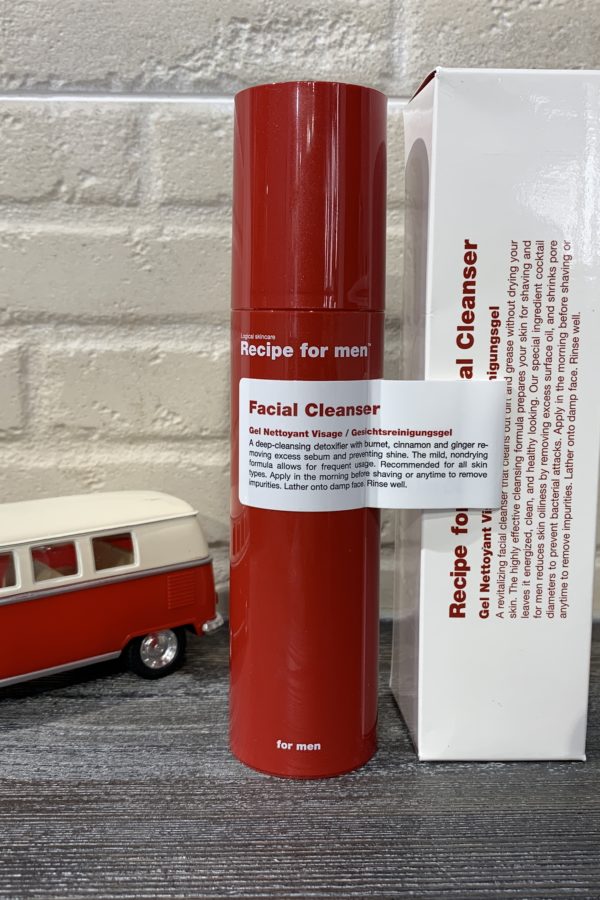 Logical skincare
Recipe for men™
Facial Cleanser
Gel Nettoyant Visage / Gesichtsreinigungsgel
A deep-cleansing detoxifier with burnet, cinnamon and ginger re-
moving excess sebum and preventing shine. The mild, nondrying
formula allows for frequent usage. Recommended for all skin
types. Apply in the morning before shaving or anytime to remove
impurities. Lather onto damp face. Rinse well.
for men
Recipe fo al Cleanser
Gel Nettoyant Vi nigungsgel
A revitalizing facial cleanser that cleans out dirt and grease without drying your
skin. The highly effective cleansing formula prepares your skin for shaving and
leaves it energized, clean, and healthy looking. Our special ingredient cocktail
for men reduces skin oiliness by removing excess surface oil, and shrinks pore
diameters to prevent bacterial attacks. Apply in the morning before shaving or
anytime to remove impurities. Lather onto damp face. Rinse well.